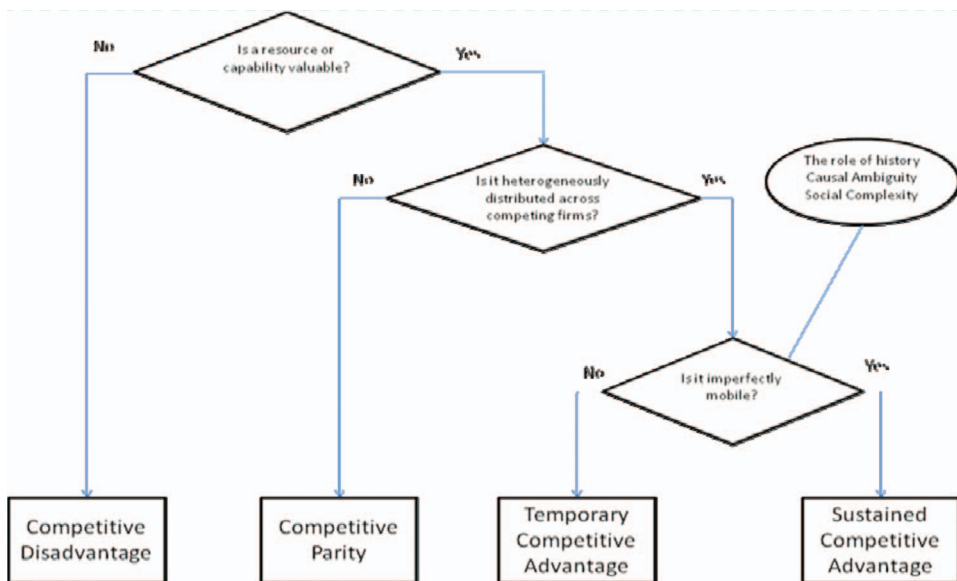 No
Is a resource or
capability valuable?
Yes
No
Is it heterogeneously
distributed across
competing firms?
Yes
The role of history
Causal Ambiguity
Social Complexity
No
Is it imperfectly
mobile?
Yes
Competitive
Disadvantage
Competitive
Parity
Temporary
Competitive
Advantage
Sustained
Competitive
Advantage